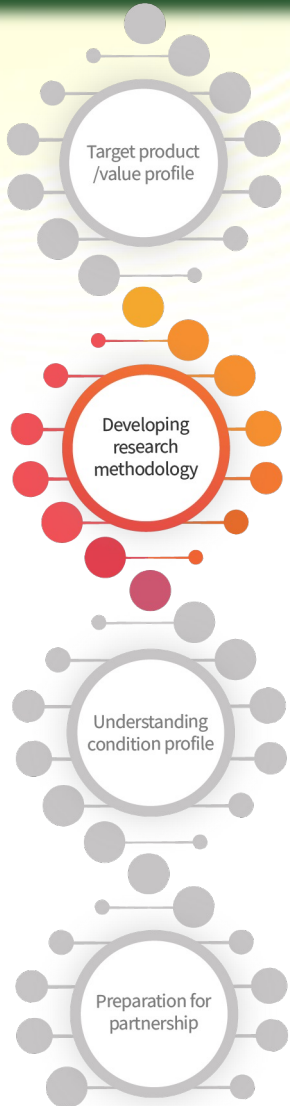 Target product
/value profile
Developing
research
methodology
Understanding
condition profile
Preparation for
partnership